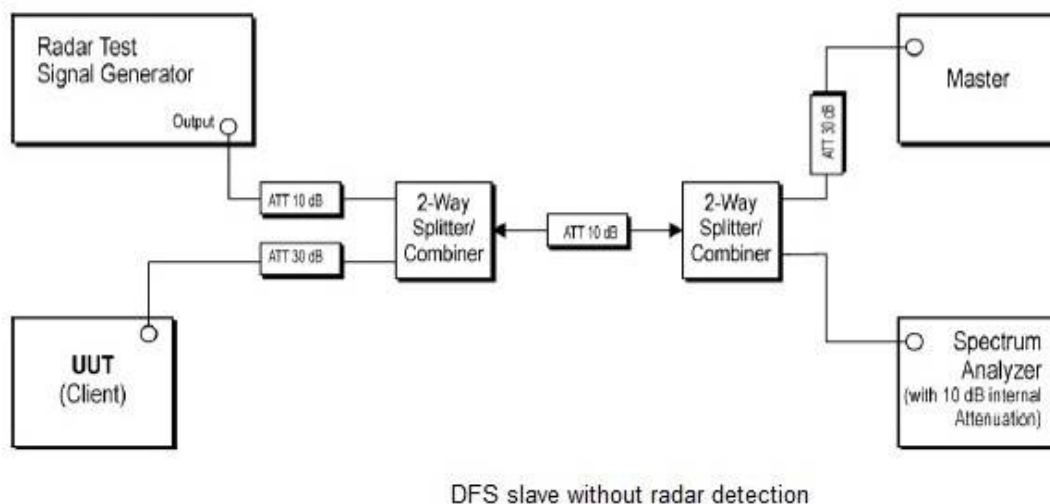 Radar Test
Signal Generator
Output
ATT 10 dB
ATT 30 dB
2-Way
Splitter/
Combiner
ATT 10 dB
2-Way
Splitter/
Combiner
ATT 30 dB
Master
UUT
(Client)
Spectrum
Analyzer
(with 10 dB internal
Attenuation)
DFS slave without radar detection